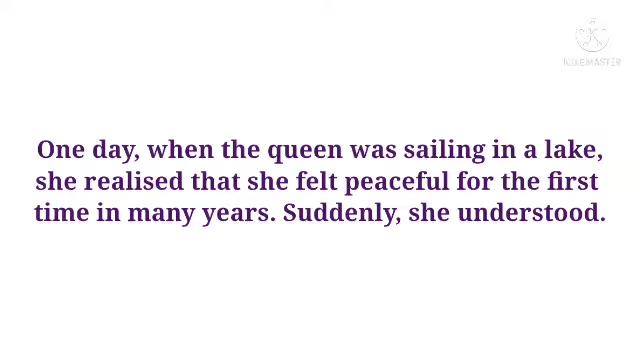 KINEMASTER
One day, when the queen was sailing in a lake,
she realised that she felt peaceful for the first
time in many years. Suddenly, she understood.